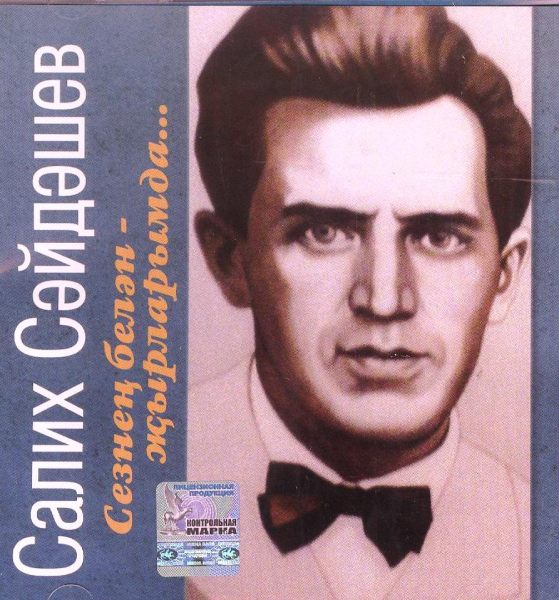 Салих Сәйдәшев
Сезнең белән -
җырларымда...
ЛИЦЕНЗИОННАЯ
ПРОДУКЦИЯ
КОНТРОЛЬНАЯ
МАРКА